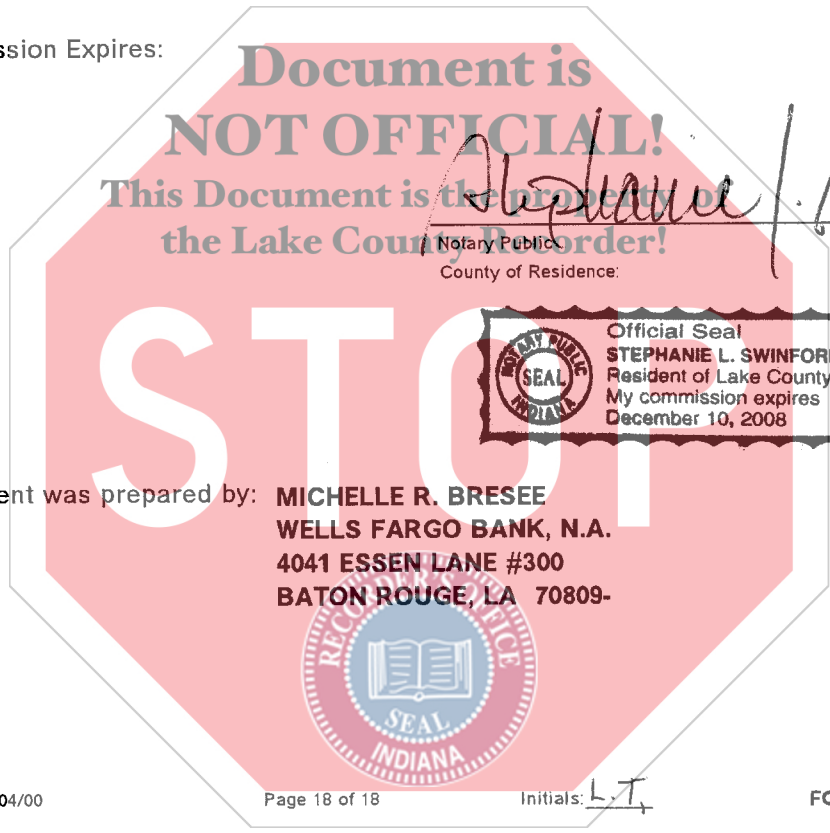 ssion Expires:
Document is
NOT OFFICIAL!
This Document is the property of
the Lake County Recorder!
Stephanie
Notary Public
County of Residence:
STOP
Official Seal
STEPHANIE L. SWINFOR
Resident of Lake County
My commission expires
December 10, 2008
NOTARY PUBLIC
SEAL
INDIANA
ent was prepared by: MICHELLE R. BRESEE
WELLS FARGO BANK, N.A.
4041 ESSEN LANE #300
BATON ROUGE, LA 70809-
RECORDER'S OFFICE
SEAL
INDIANA
04/00 Page 18 of 18 Initials: L.T. FO